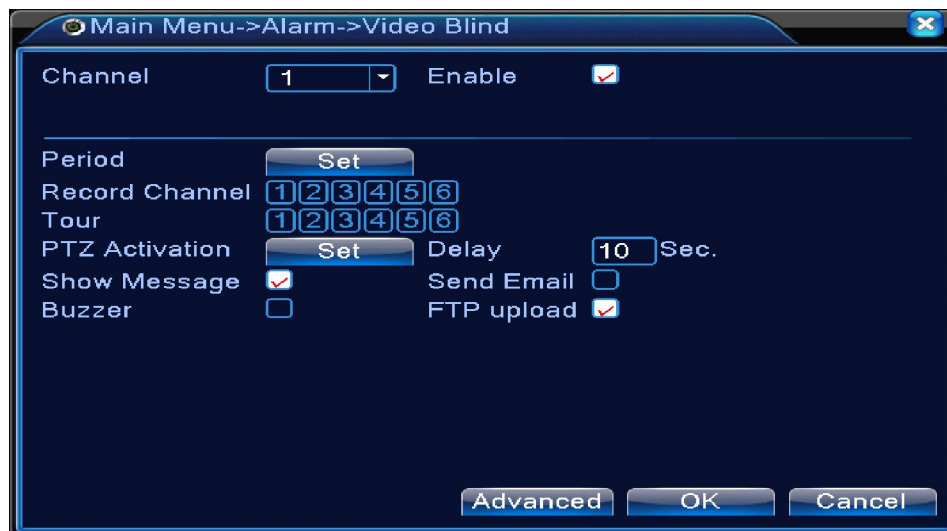 Main Menu->Alarm->Video Blind
Channel 1 Enable
Period Set
Record Channel 1 2 3 4 5 6
Tour 1 2 3 4 5 6
PTZ Activation Set Delay 10 Sec.
Show Message Send Email
Buzzer FTP upload
Advanced OK Cancel